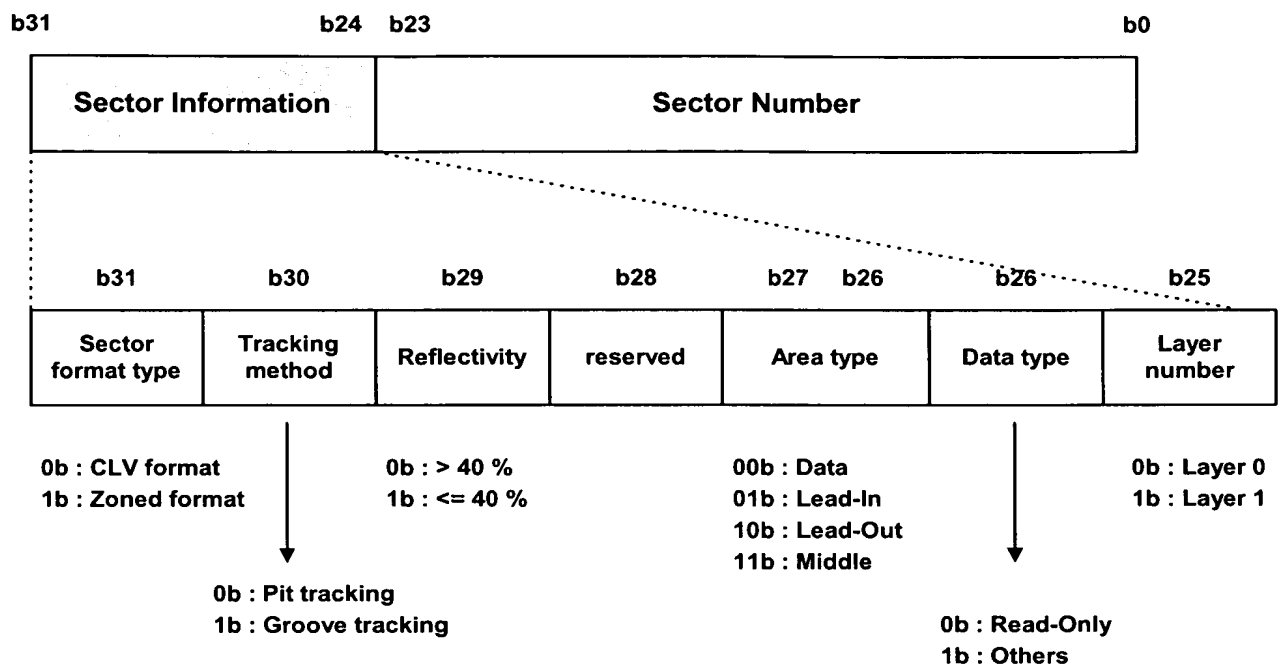 b31 b24 b23 b0
Sector Information Sector Number
b31 b30 b29 b28 b27 b26 b26 b25
Sector format type Tracking method Reflectivity reserved Area type Data type Layer number
0b : CLV format
1b : Zoned format
0b : Pit tracking
1b : Groove tracking
0b : > 40 %
1b : <= 40 %
00b : Data
01b : Lead-In
10b : Lead-Out
11b : Middle
0b : Read-Only
1b : Others
0b : Layer 0
1b : Layer 1